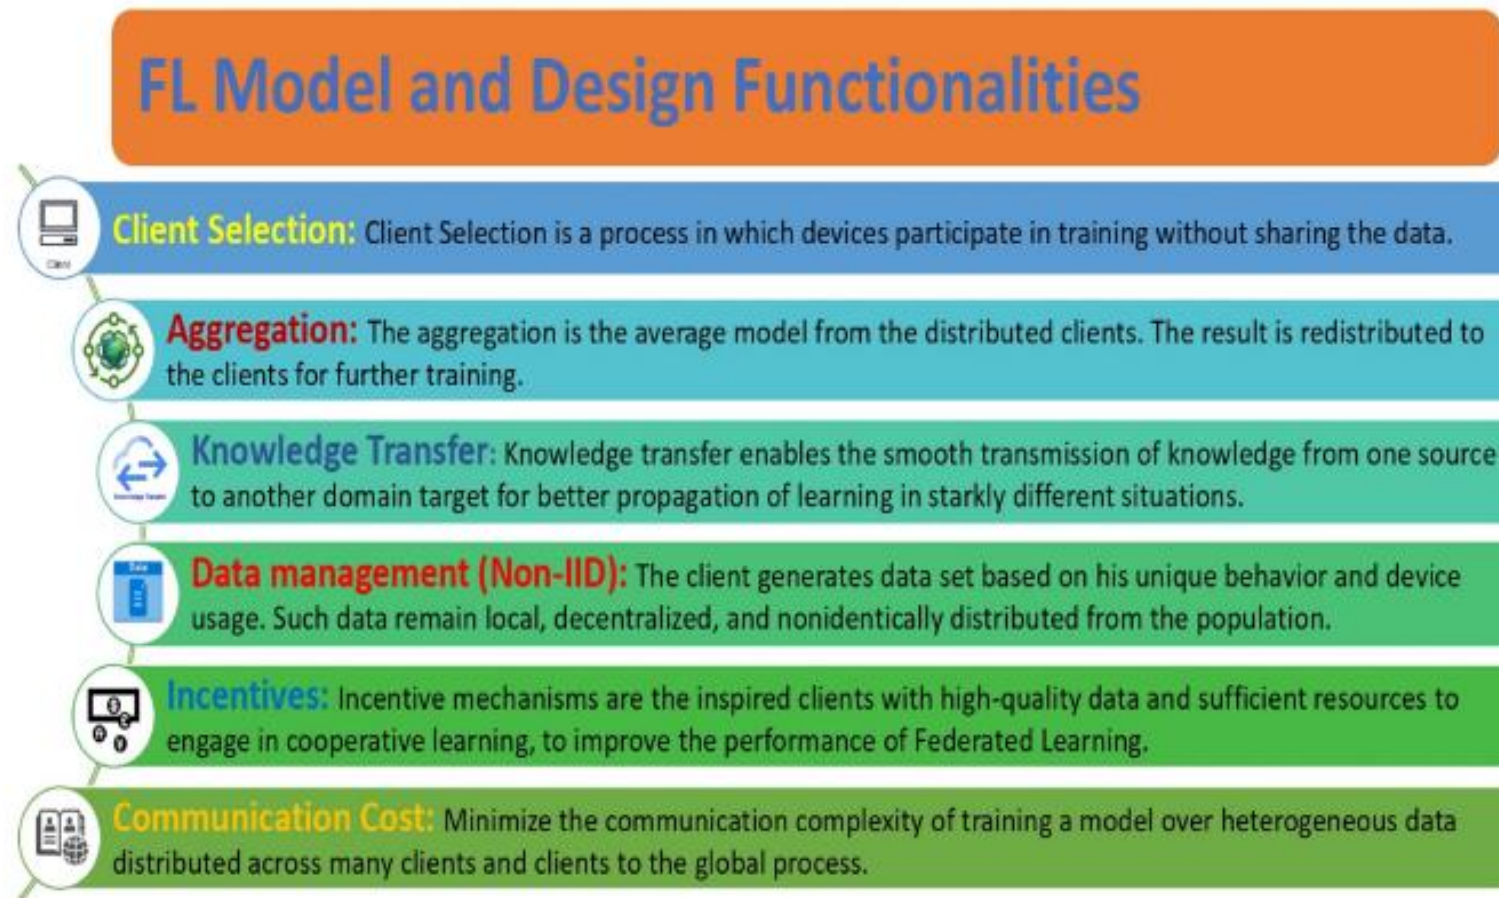 FL Model and Design Functionalities
Client Selection: Client Selection is a process in which devices participate in training without sharing the data.
Client
Aggregation: The aggregation is the average model from the distributed clients. The result is redistributed to
the clients for further training.
Knowledge Transfer: Knowledge transfer enables the smooth transmission of knowledge from one source
to another domain target for better propagation of learning in starkly different situations.
Knowledge Transfer
Data management (Non-IID): The client generates data set based on his unique behavior and device
usage. Such data remain local, decentralized, and nonidentically distributed from the population.
Data
Incentives: Incentive mechanisms are the inspired clients with high-quality data and sufficient resources to
engage in cooperative learning, to improve the performance of Federated Learning.
Communication Cost: Minimize the communication complexity of training a model over heterogeneous data
distributed across many clients and clients to the global process.